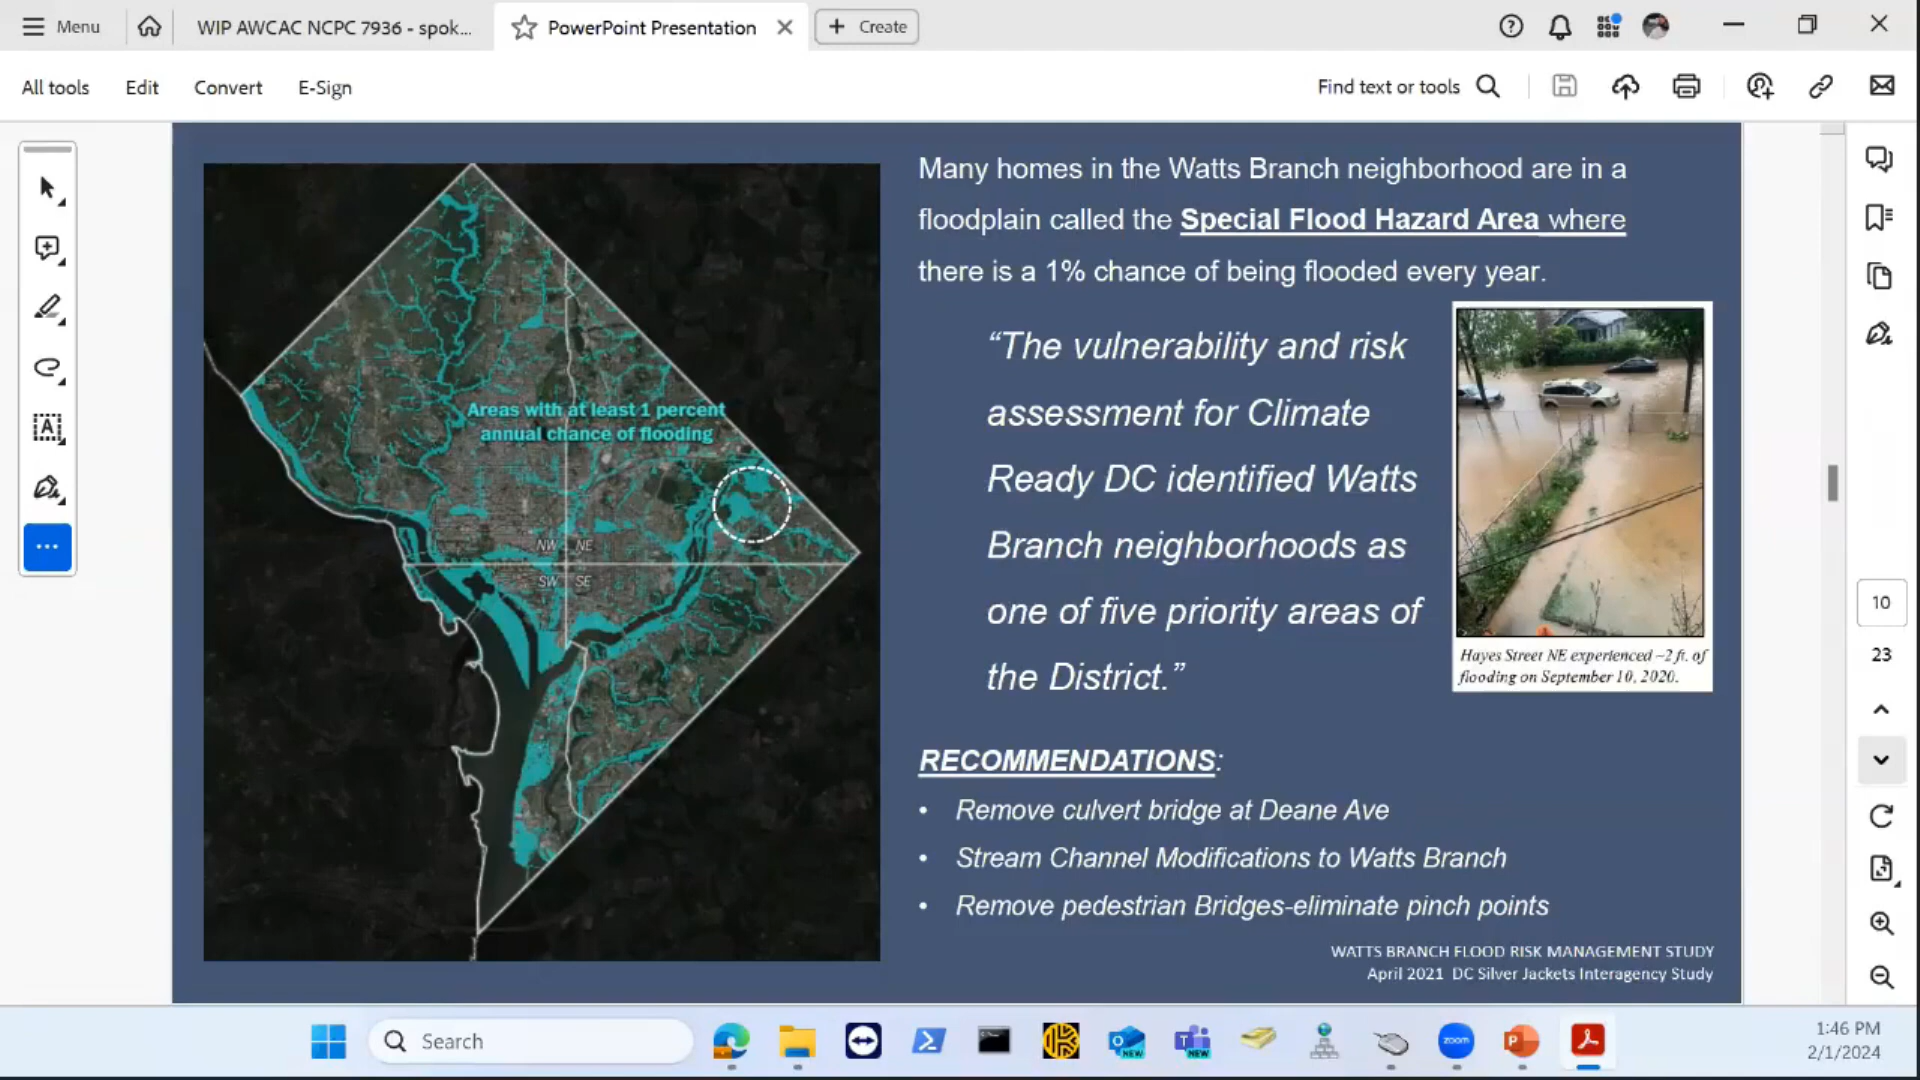 Menu
WIP AWCAC NCPC 7936 - spok...
PowerPoint Presentation
Create
All tools
Edit
Convert
E-Sign
Find text or tools
Many homes in the Watts Branch neighborhood are in a
floodplain called the Special Flood Hazard Area where
there is a 1% chance of being flooded every year.
Areas with at least 1 percent
annual chance of flooding
NW NE
SW SE
“The vulnerability and risk
assessment for Climate
Ready DC identified Watts
Branch neighborhoods as
one of five priority areas of
the District.”
Hayes Street NE experienced ~2 ft. of
flooding on September 10, 2020.
RECOMMENDATIONS:
• Remove culvert bridge at Deane Ave
• Stream Channel Modifications to Watts Branch
• Remove pedestrian Bridges-eliminate pinch points
WATTS BRANCH FLOOD RISK MANAGEMENT STUDY
April 2021 DC Silver Jackets Interagency Study
10
23
Search
NEW
NEW
zoom
1:46 PM
2/1/2024